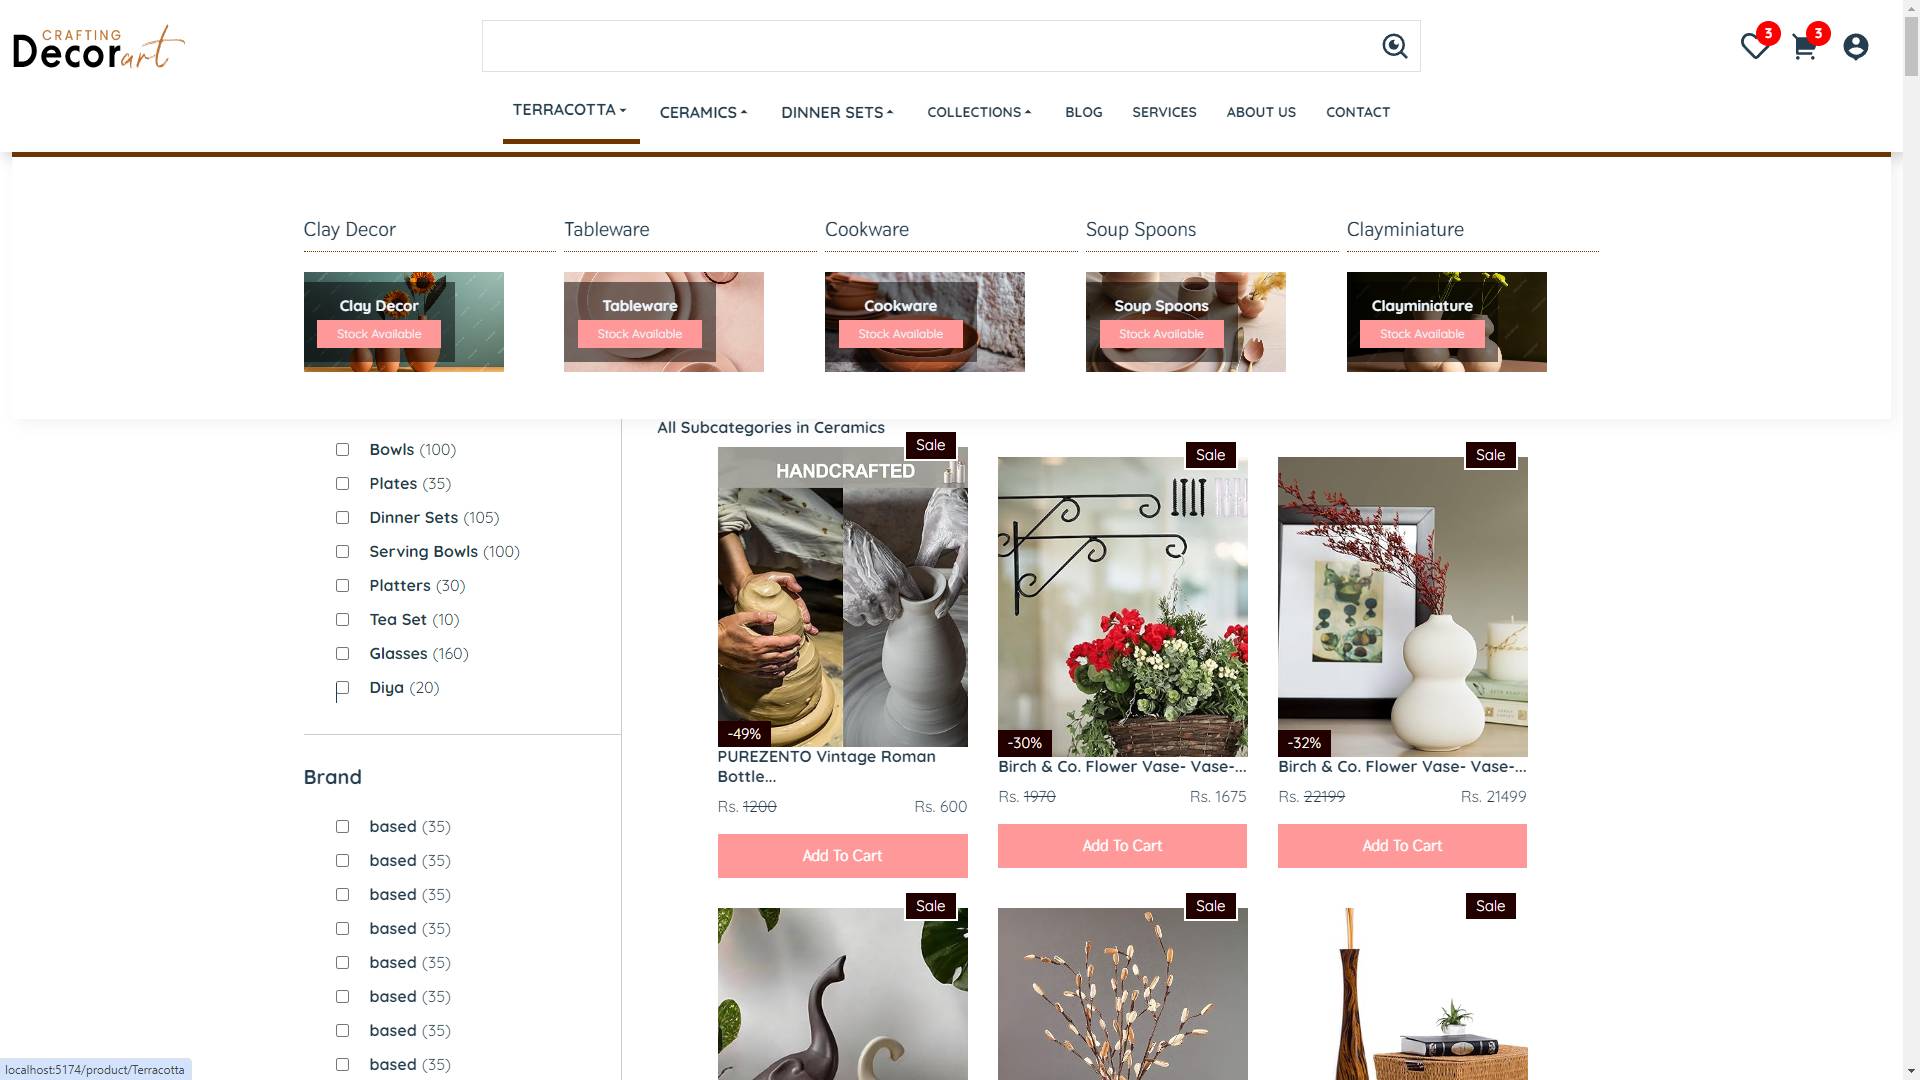 CRAFTING
Decorart
3
3
TERRACOTTA
CERAMICS
DINNER SETS
COLLECTIONS
BLOG
SERVICES
ABOUT US
CONTACT
Clay Decor
Tableware
Cookware
Soup Spoons
Clayminiature
Clay Decor
Stock Available
Tableware
Stock Available
Cookware
Stock Available
Soup Spoons
Stock Available
Clayminiature
Stock Available
Bowls (100)
Plates (35)
Dinner Sets (105)
Serving Bowls (100)
Platters (30)
Tea Set (10)
Glasses (160)
Diya (20)
Brand
based (35)
based (35)
based (35)
based (35)
based (35)
based (35)
based (35)
based (35)
All Subcategories in Ceramics
Sale
HANDCRAFTED
-49%
PUREZENTO Vintage Roman
Bottle...
Rs. 1200 Rs. 600
Add To Cart
Sale
-30%
Birch & Co. Flower Vase- Vase-...
Rs. 1970 Rs. 1675
Add To Cart
Sale
-32%
Birch & Co. Flower Vase- Vase-...
Rs. 22199 Rs. 21499
Add To Cart
Sale
Sale
Sale
localhost:5174/product/Terracotta